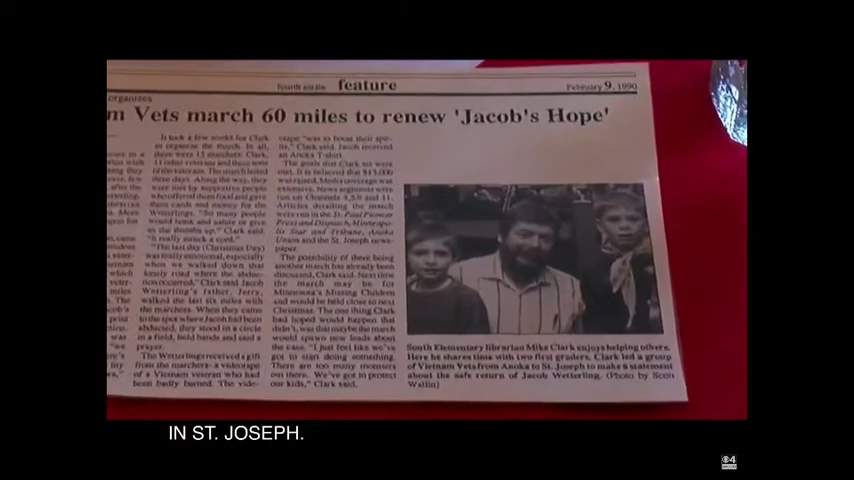 fourth estate feature February 9, 1990
organizes
m Vets march 60 miles to renew 'Jacob's Hope'
It took a few weeks for Clark
to organize the march. In all,
there were 15 marchers: Clark,
11 other veterans and three sons
of the veterans. The march lasted
three days. Along the way, they
were met by supportive people
who offered them food and gave
them cards and money for the
Wetterlings. "So many people
would honk and salute or give
us the thumbs up," Clark said.
"It really struck a cord."
"The last day (Christmas Day)
was really emotional, especially
when we walked down that
lonely road where the abduc-
tion occurred," Clark said. Jacob
Wetterling's father, Jerry,
walked the last six miles with
the marchers. When they came
to the spot where Jacob had been
abducted, they stood in a circle
in a field, held hands and said a
prayer.
The Wetterlings received a gift
from the marchers- a videotape
of a Vietnam veteran who had
been badly burned. The vide-
otape "was to boost their spir-
its," Clark said. Jacob received
an Anoka T-shirt.
The goals that Clark set were
met. It is believed that $13,000
was raised. Media coverage was
extensive. News segments were
run on Channels 4,5,9 and 11.
Articles detailing the march
were run in the St. Paul Pioneer
Press and Dispatch, Minneapo-
lis Star and Tribune, Anoka
Union and the St. Joseph news-
paper.
The possibility of there being
another march has already been
discussed, Clark said. Next time
the march may be for
Minnesota's Missing Children
and would be held close to next
Christmas. The one thing Clark
had hoped would happen that
didn't, was that maybe the march
would spawn new leads about
the case. "I just feel like we've
got to start doing something.
There are too many monsters
out there. We've got to protect
our kids," Clark said.
South Elementary librarian Mike Clark enjoys helping others.
Here he shares time with two first graders. Clark led a group
of Vietnam Vets from Anoka to St. Joseph to make a statement
about the safe return of Jacob Wetterling. (Photo by Scott
Wallin)
IN ST. JOSEPH.
4